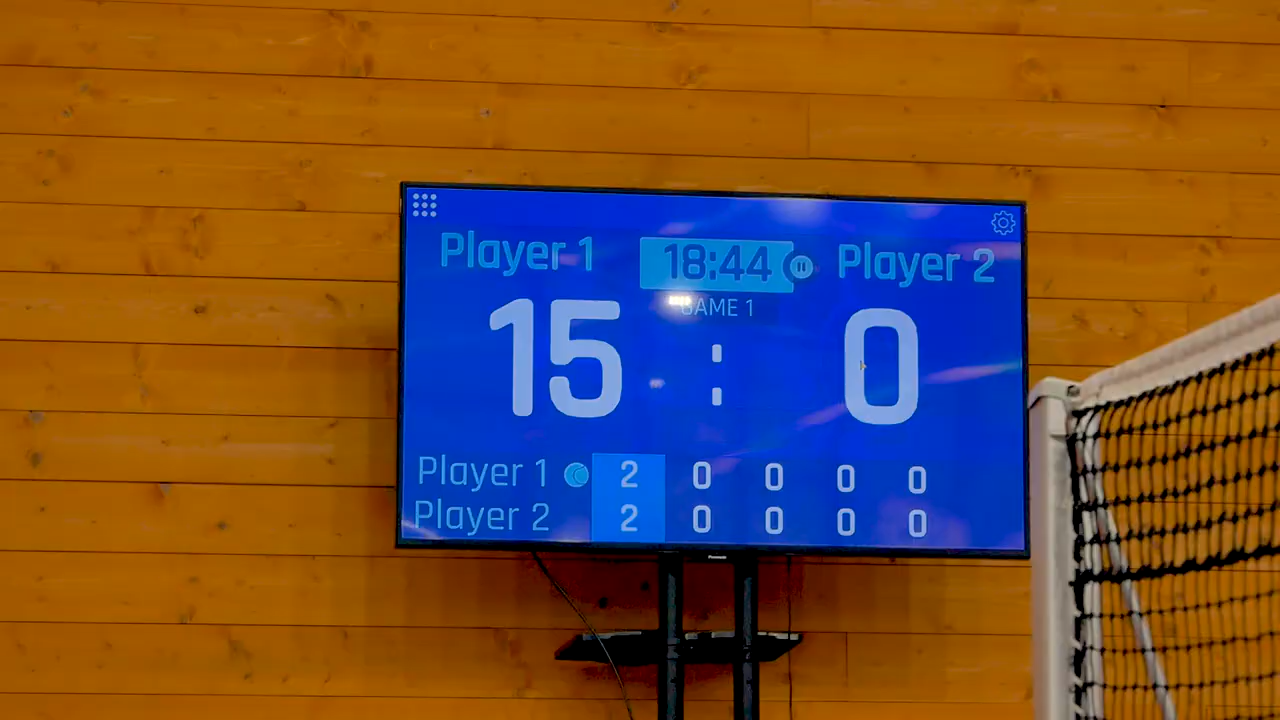 Player 1 18:44 Player 2
GAME 1
15 : 0
Player 1 2 0 0 0 0
Player 2 2 0 0 0 0
Panasonic